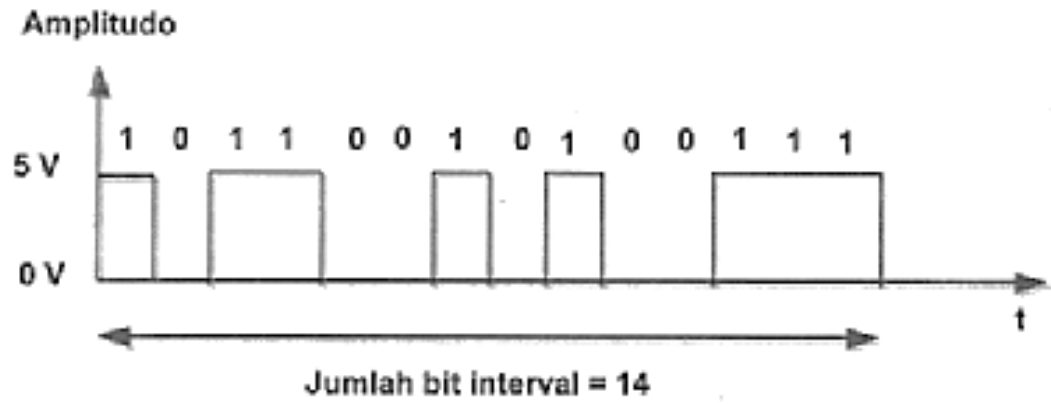 Amplitudo
1 0 1 1 0 0 1 0 1 0 0 1 1 1
5 V
0 V
t
Jumlah bit interval = 14